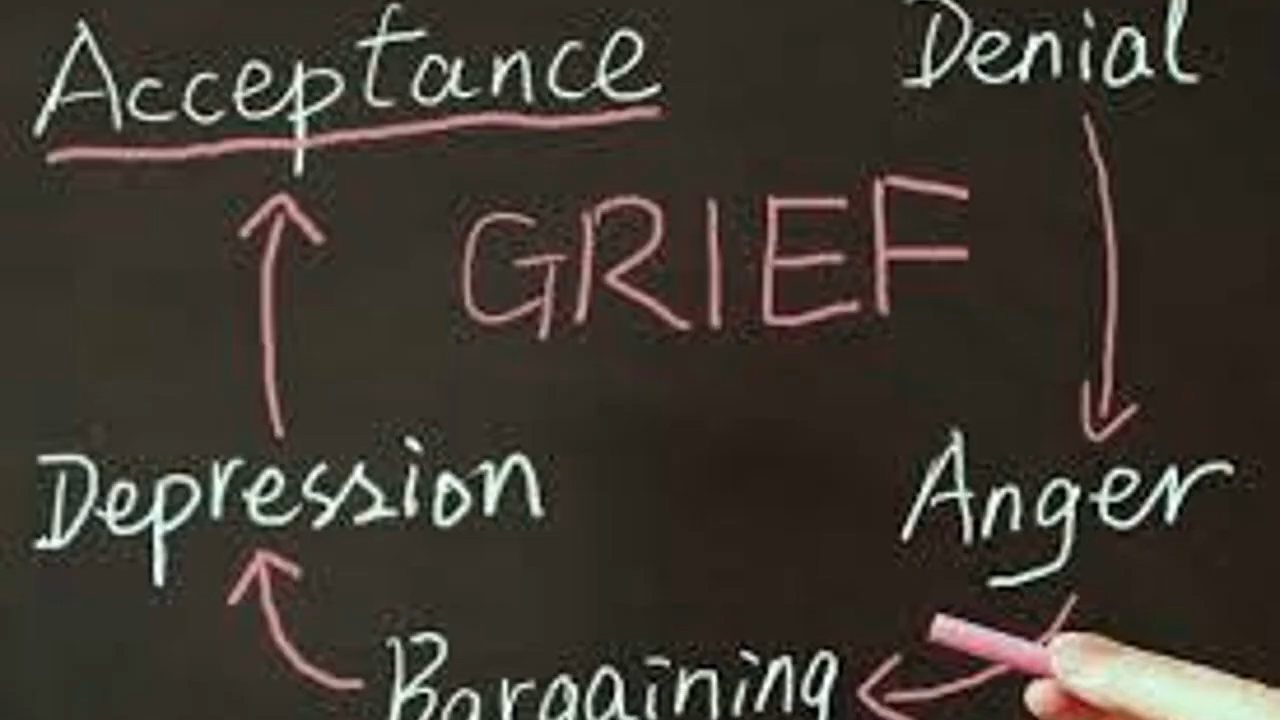 Acceptance
Denial
GRIEF
Depression
Anger
Bargaining